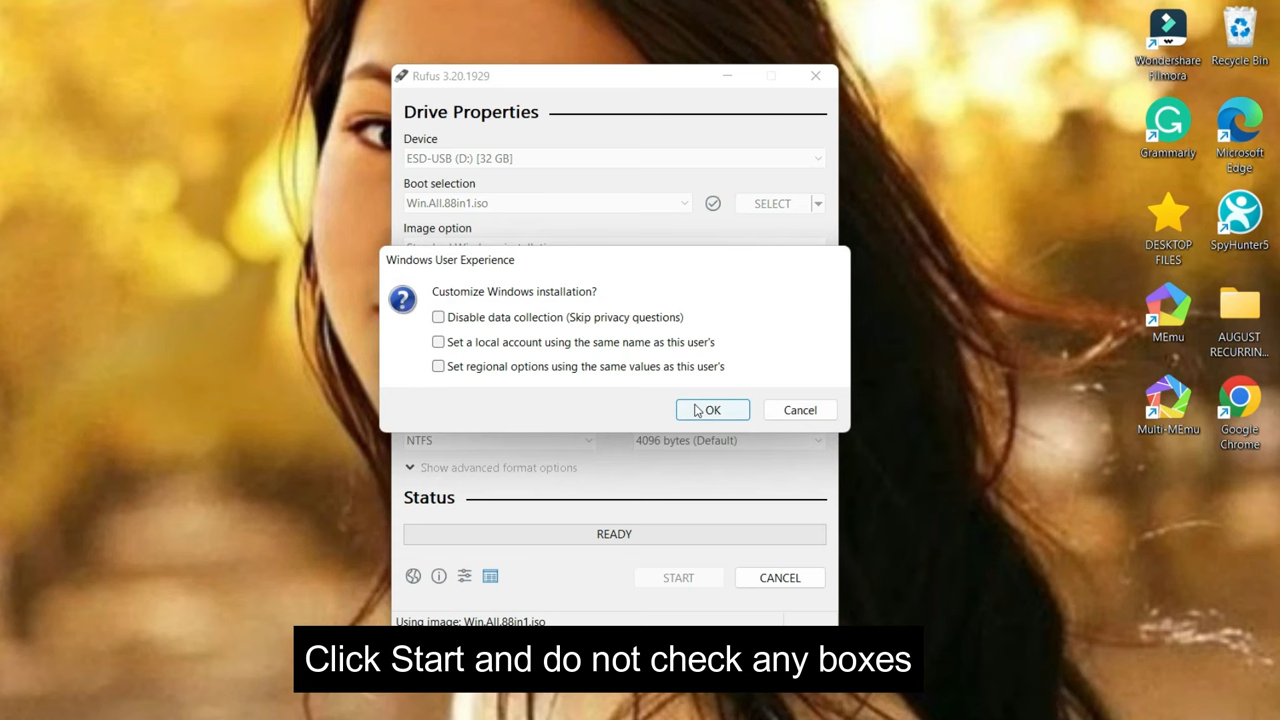 Rufus 3.20.1929
Drive Properties
Device
ESD-USB (D:) [32 GB]
Boot selection
Win.All.88in1.iso
SELECT
Image option
Windows User Experience
Customize Windows installation?
Disable data collection (Skip privacy questions)
Set a local account using the same name as this user's
Set regional options using the same values as this user's
OK
Cancel
NTFS
4096 bytes (Default)
Show advanced format options
Status
READY
START
CANCEL
Using image: Win.All.88in1.iso
Click Start and do not check any boxes
Wondershare
Filmora
Recycle Bin
Grammarly
Microsoft
Edge
DESKTOP
FILES
SpyHunter5
MEmu
AUGUST
RECURRIN...
Multi-MEmu
Google
Chrome